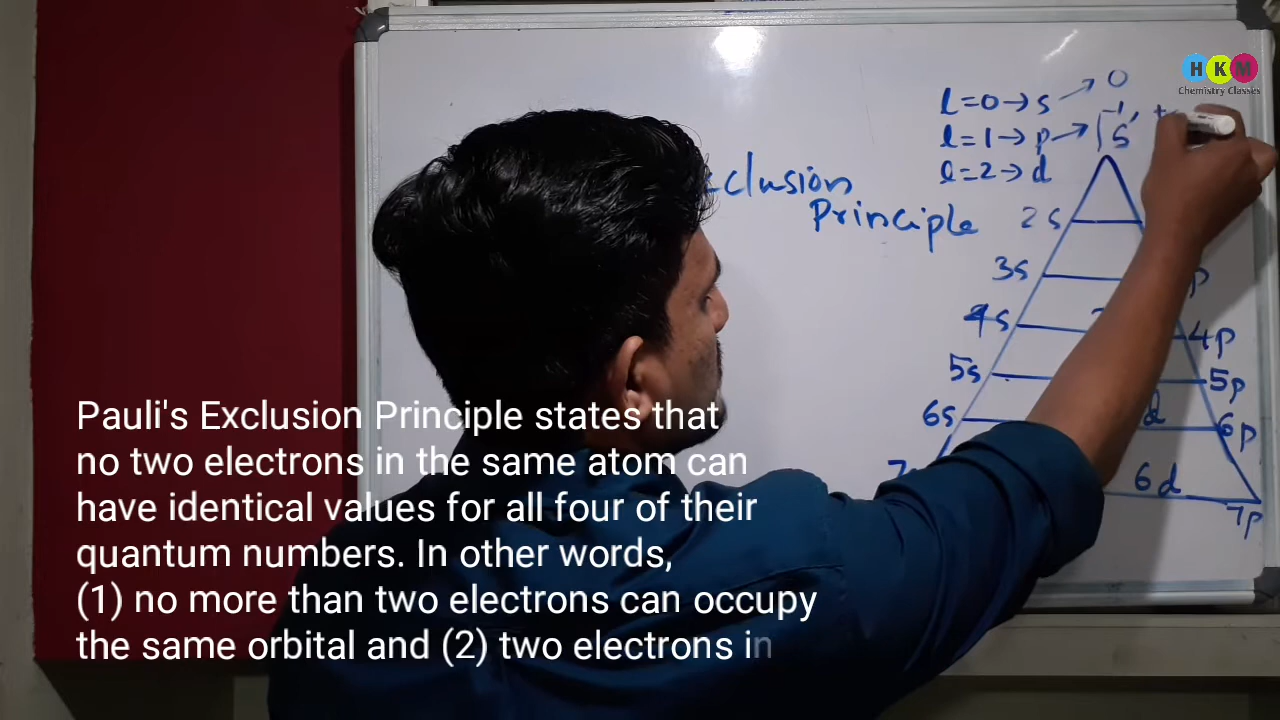 H K M
Chemistry Classes
l=0→s → 0
l=1→p → -1,
l=2→d
1s
clusion
Principle
2s
3s
4s 4p
5s 5p
6s d 6p
6d
7p
Pauli's Exclusion Principle states that
no two electrons in the same atom can
have identical values for all four of their
quantum numbers. In other words,
(1) no more than two electrons can occupy
the same orbital and (2) two electrons in